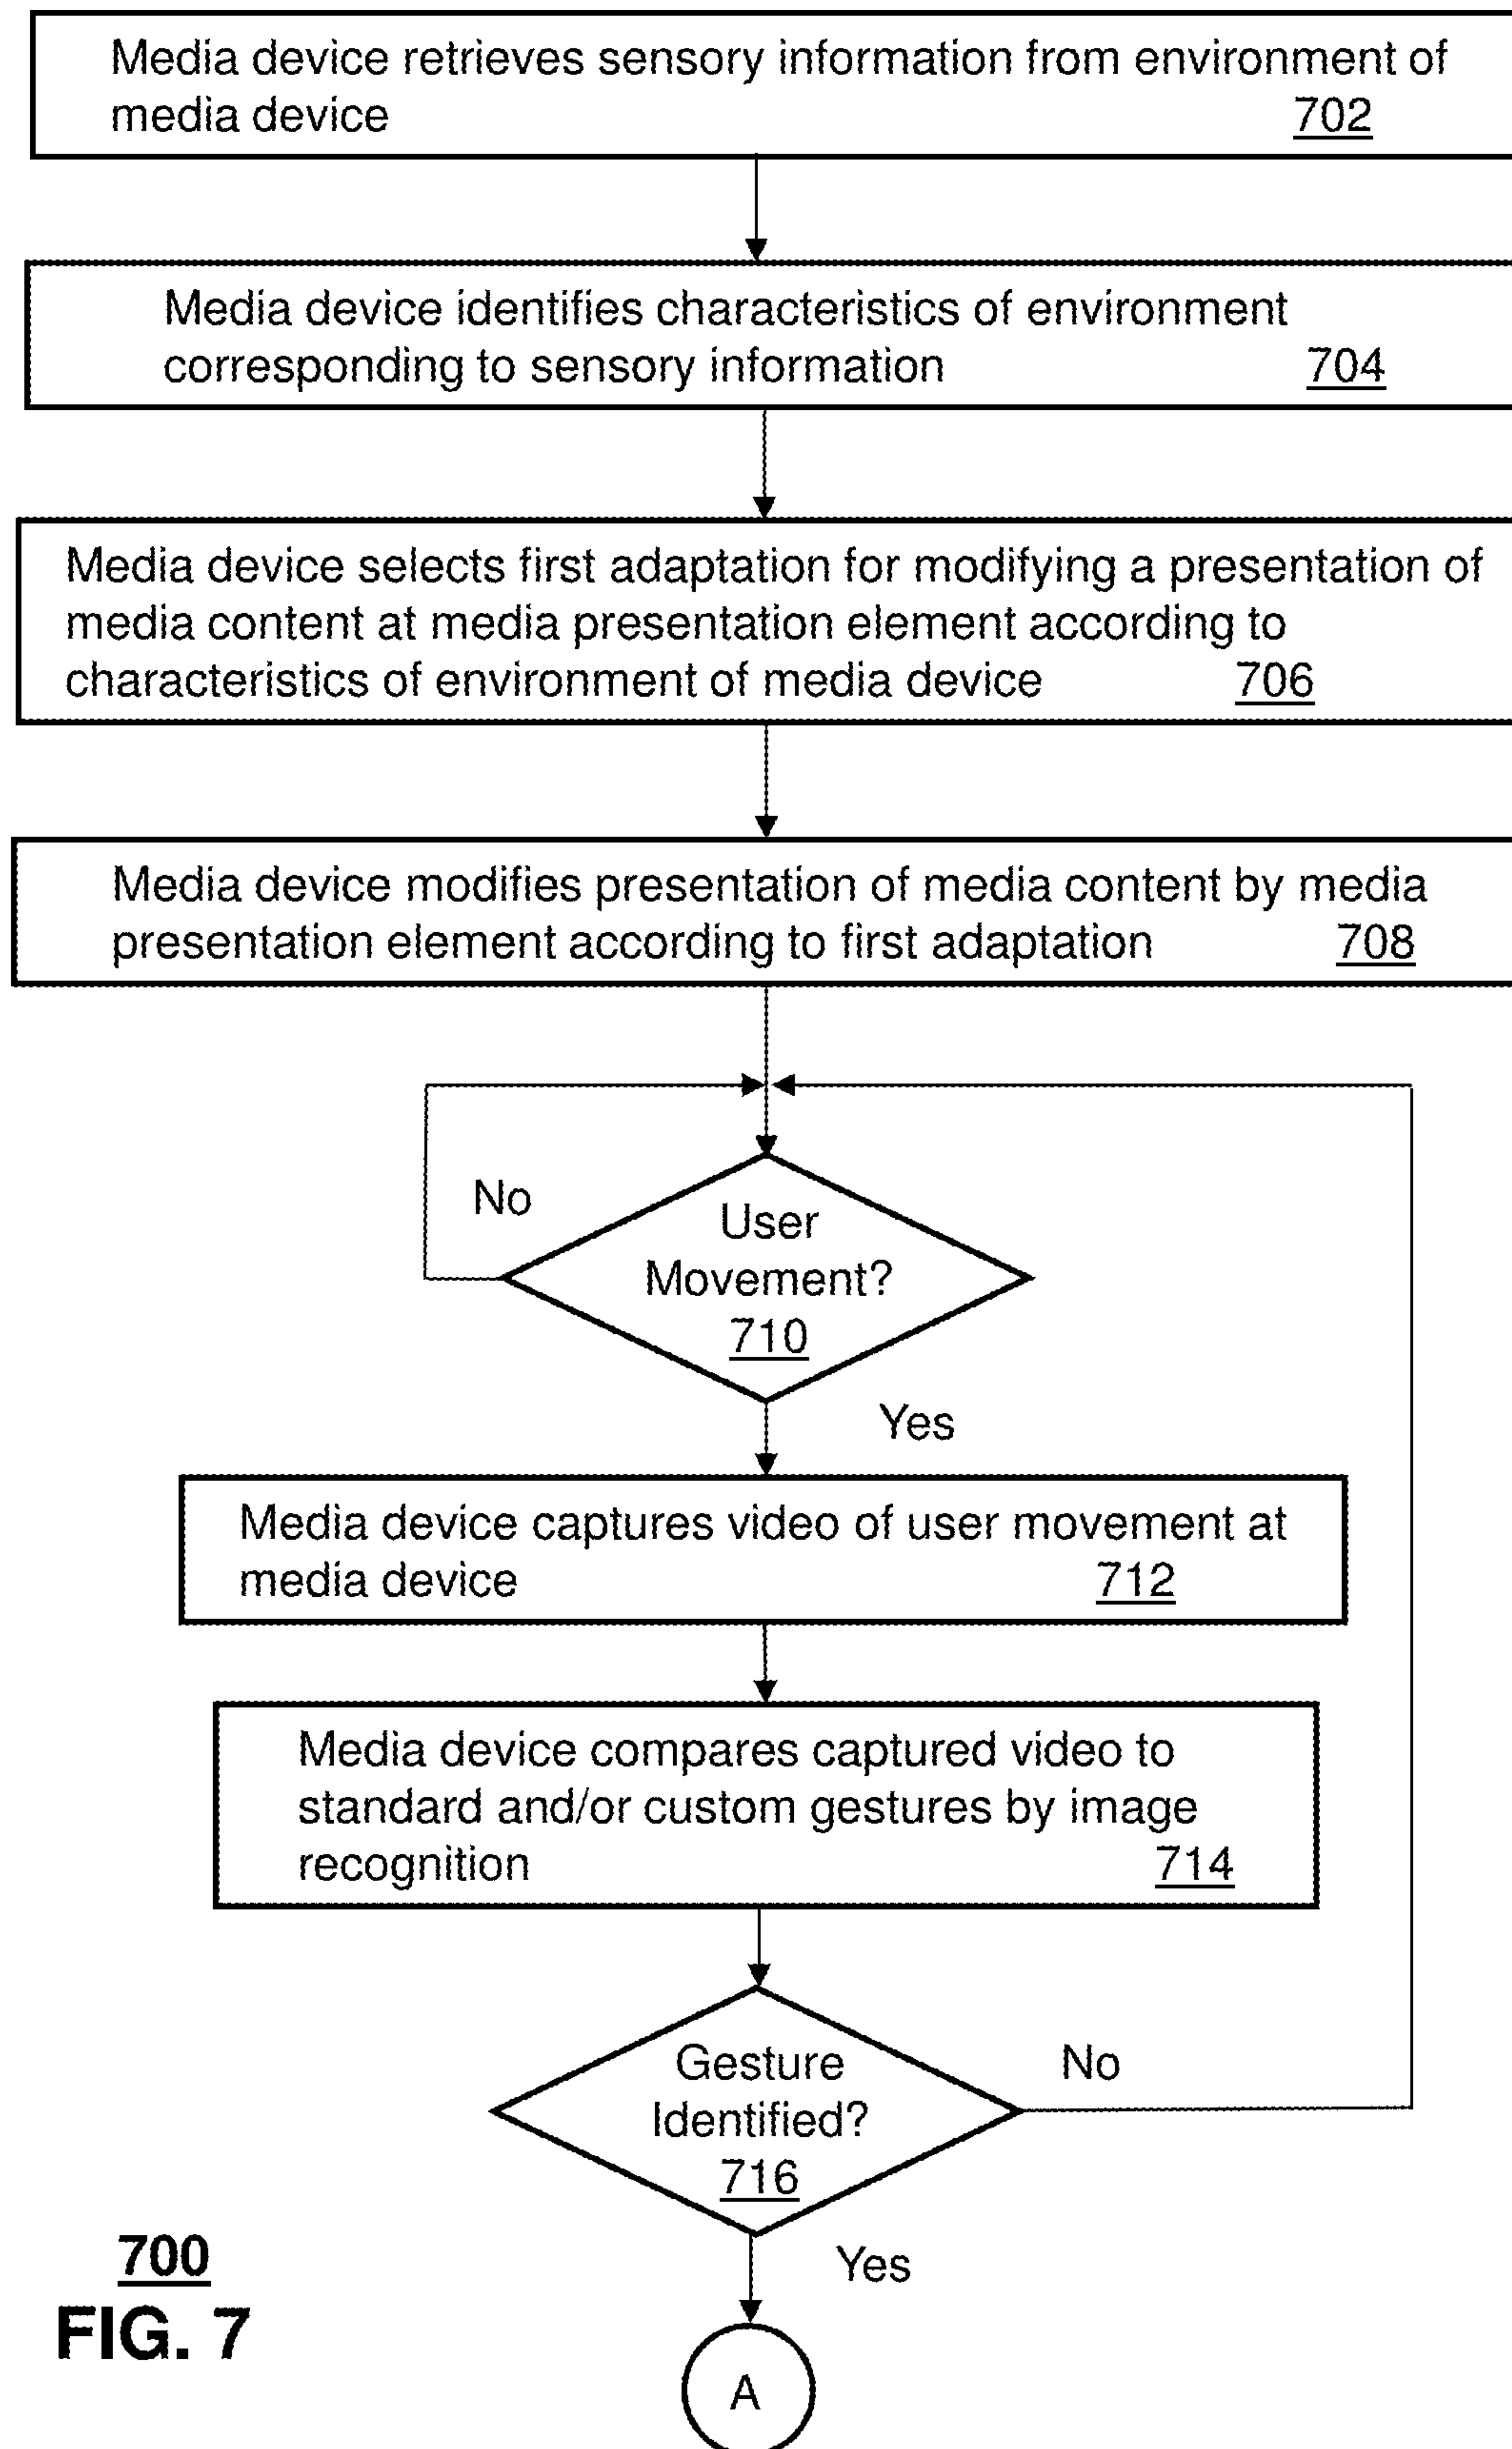 Media device retrieves sensory information from environment of
media device 702
Media device identifies characteristics of environment
corresponding to sensory information 704
Media device selects first adaptation for modifying a presentation of
media content at media presentation element according to
characteristics of environment of media device 706
Media device modifies presentation of media content by media
presentation element according to first adaptation 708
No
User
Movement?
710
Yes
Media device captures video of user movement at
media device 712
Media device compares captured video to
standard and/or custom gestures by image
recognition 714
Gesture
Identified?
716
No
Yes
700
FIG. 7
A